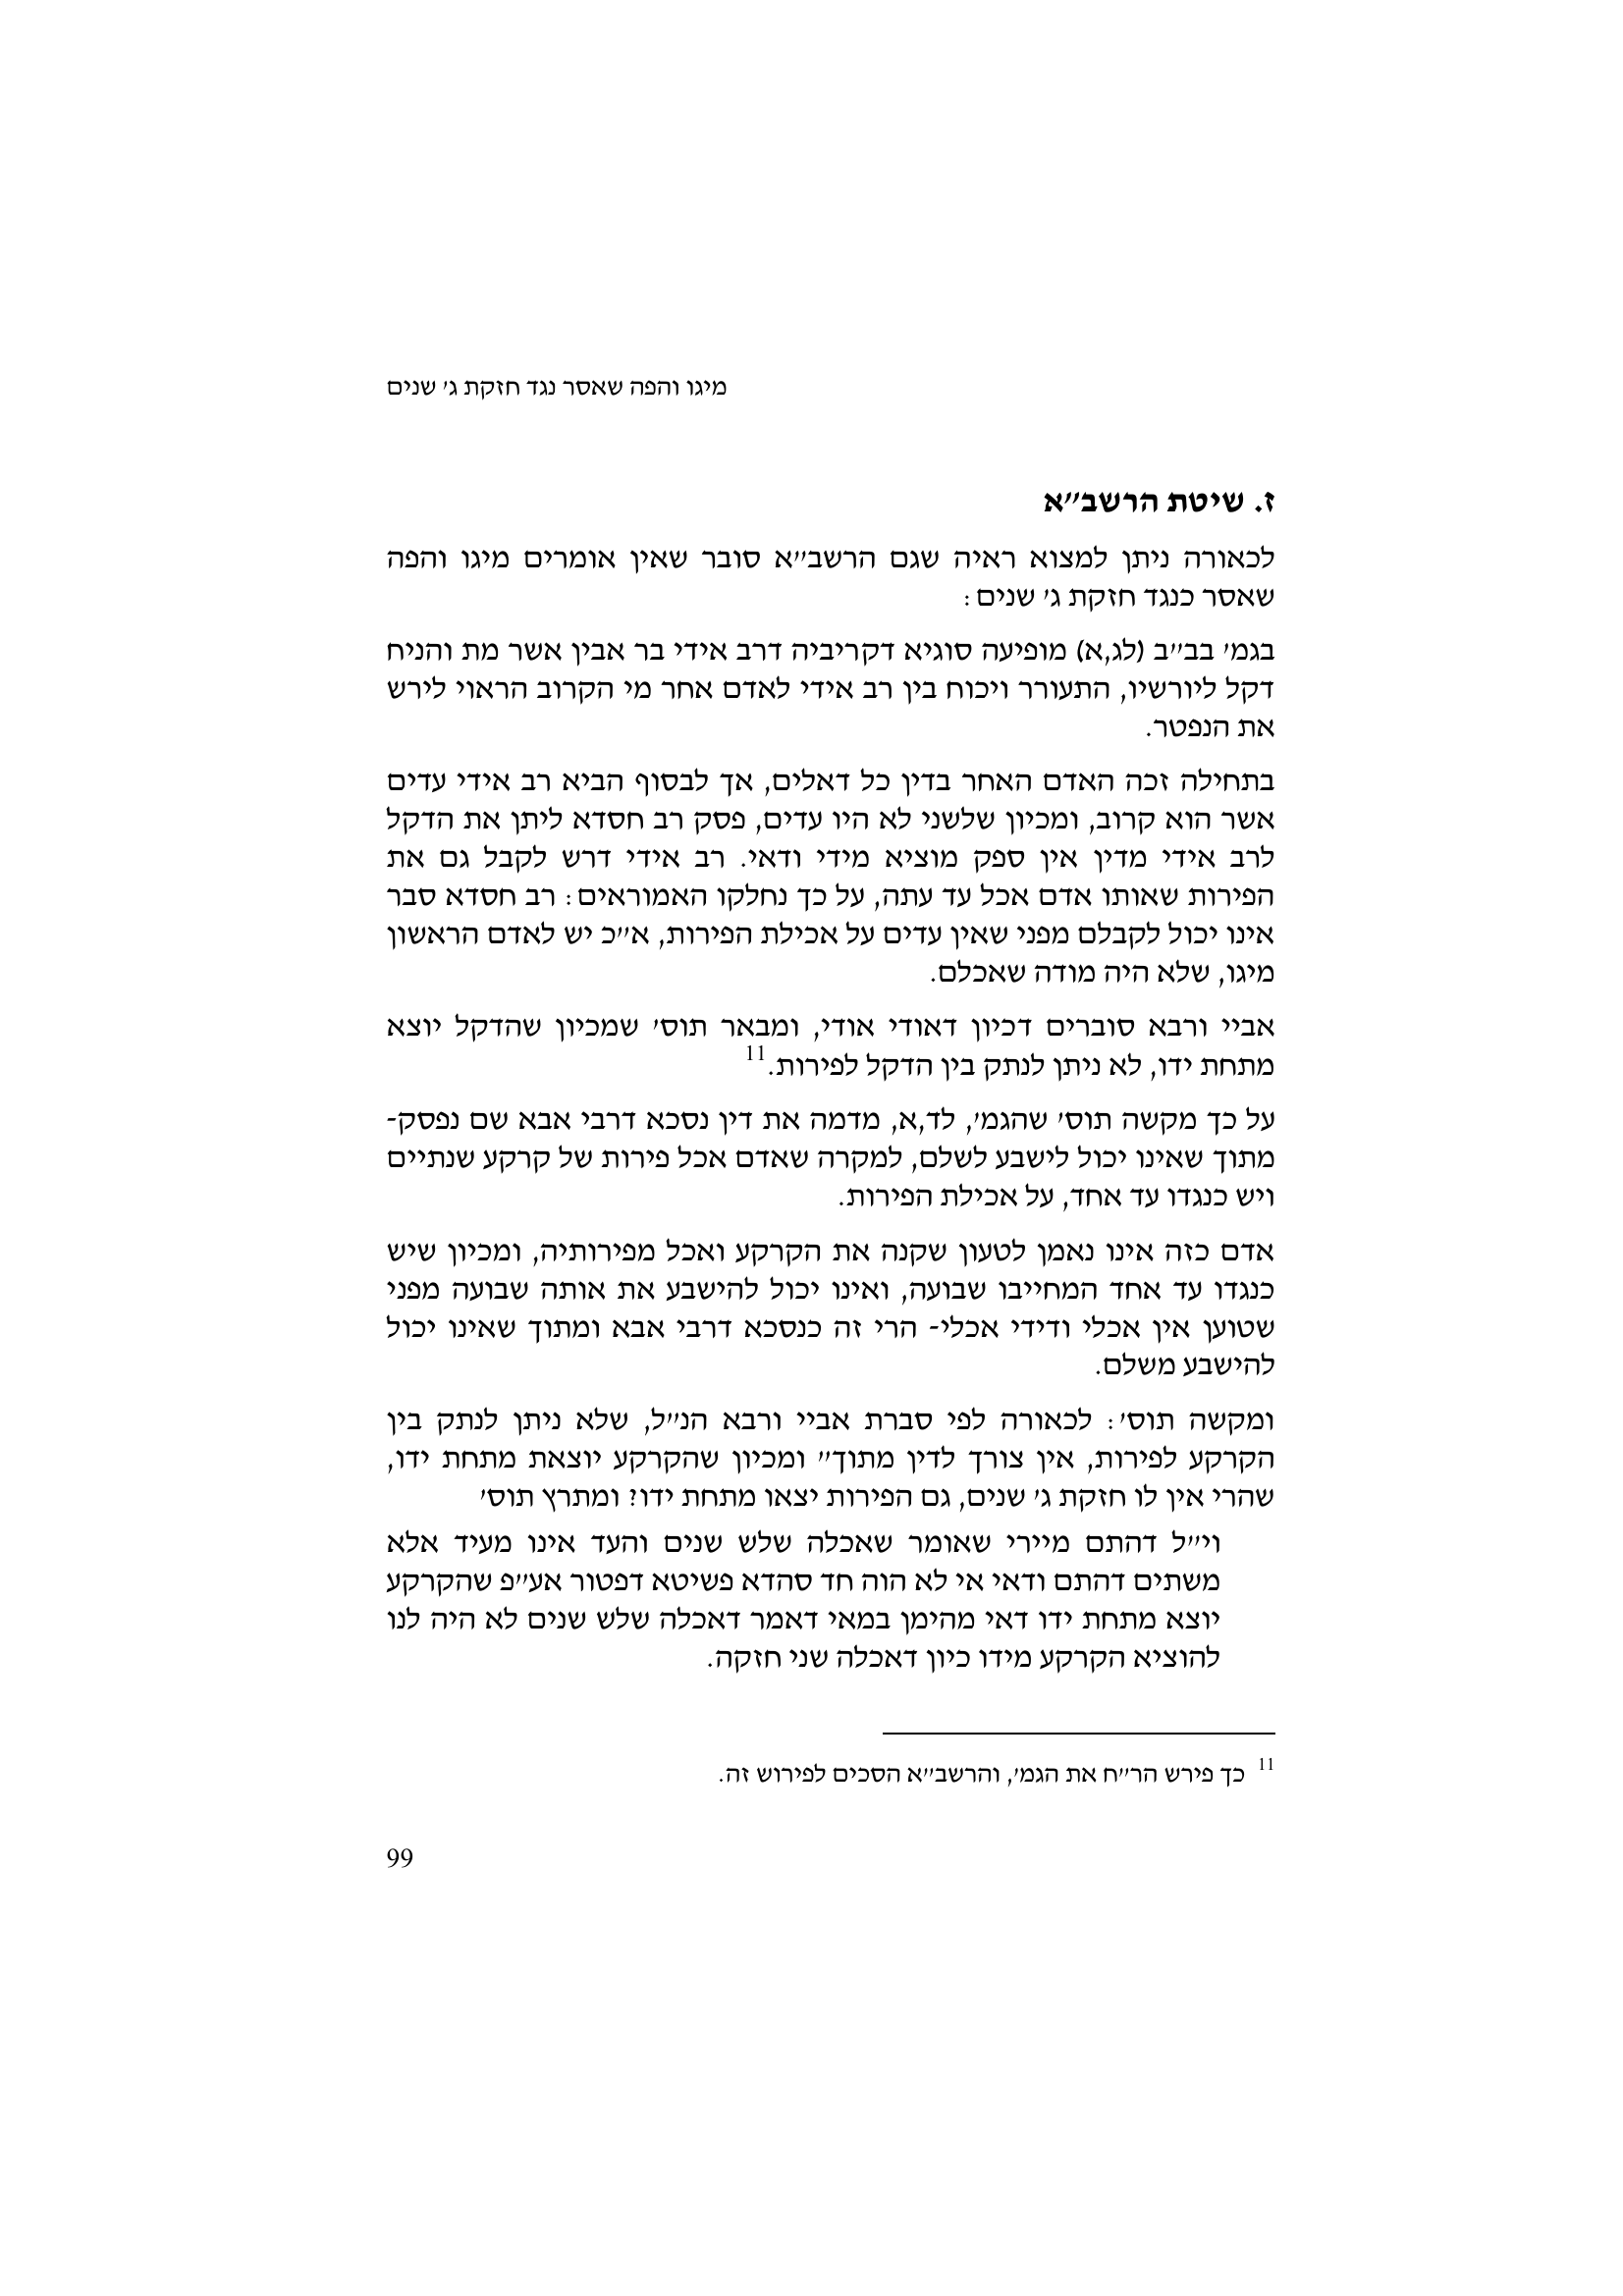 מיגו והפה שאסר נגד חזקת ג׳ שנים
ז. שיטת הרשב״א
לכאורה ניתן למצוא ראיה שגם הרשב״א סובר שאין אומרים מיגו והפה
שאסר כנגד חזקת ג׳ שנים:
בגמ׳ בב״ב (לג,א) מופיעה סוגיא דקריביה דרב אידי בר אבין אשר מת והניח
דקל ליורשיו, התעורר ויכוח בין רב אידי לאדם אחר מי הקרוב הראוי לירש
את הנפטר.
בתחילה זכה האדם האחר בדין כל דאלים, אך לבסוף הביא רב אידי עדים
אשר הוא קרוב, ומכיון שלשני לא היו עדים, פסק רב חסדא ליתן את הדקל
לרב אידי מדין אין ספק מוציא מידי ודאי. רב אידי דרש לקבל גם את
הפירות שאותו אדם אכל עד עתה, על כך נחלקו האמוראים: רב חסדא סבר
אינו יכול לקבלם מפני שאין עדים על אכילת הפירות, א״כ יש לאדם הראשון
מיגו, שלא היה מודה שאכלם.
אביי ורבא סוברים דכיון דאודי אודי, ומבאר תוס׳ שמכיון שהדקל יוצא
מתחת ידו, לא ניתן לנתק בין הדקל לפירות.11
על כך מקשה תוס׳ שהגמ׳, לד,א, מדמה את דין נסכא דרבי אבא שם נפסק-
מתוך שאינו יכול לישבע לשלם, למקרה שאדם אכל פירות של קרקע שנתיים
ויש כנגדו עד אחד, על אכילת הפירות.
אדם כזה אינו נאמן לטעון שקנה את הקרקע ואכל מפירותיה, ומכיון שיש
כנגדו עד אחד המחייבו שבועה, ואינו יכול להישבע את אותה שבועה מפני
שטוען אין אכלי ודידי אכלי- הרי זה כנסכא דרבי אבא ומתוך שאינו יכול
להישבע משלם.
ומקשה תוס׳: לכאורה לפי סברת אביי ורבא הנ״ל, שלא ניתן לנתק בין
הקרקע לפירות, אין צורך לדין מתוך״ ומכיון שהקרקע יוצאת מתחת ידו,
שהרי אין לו חזקת ג׳ שנים, גם הפירות יצאו מתחת ידו? ומתרץ תוס׳
וי״ל דהתם מיירי שאומר שאכלה שלש שנים והעד אינו מעיד אלא
משתים דהתם ודאי אי לא הוה חד סהדא פשיטא דפטור אע״פ שהקרקע
יוצא מתחת ידו דאי מהימן במאי דאמר דאכלה שלש שנים לא היה לנו
להוציא הקרקע מידו כיון דאכלה שני חזקה.
11 כך פירש הר״ח את הגמ׳, והרשב״א הסכים לפירוש זה.
99